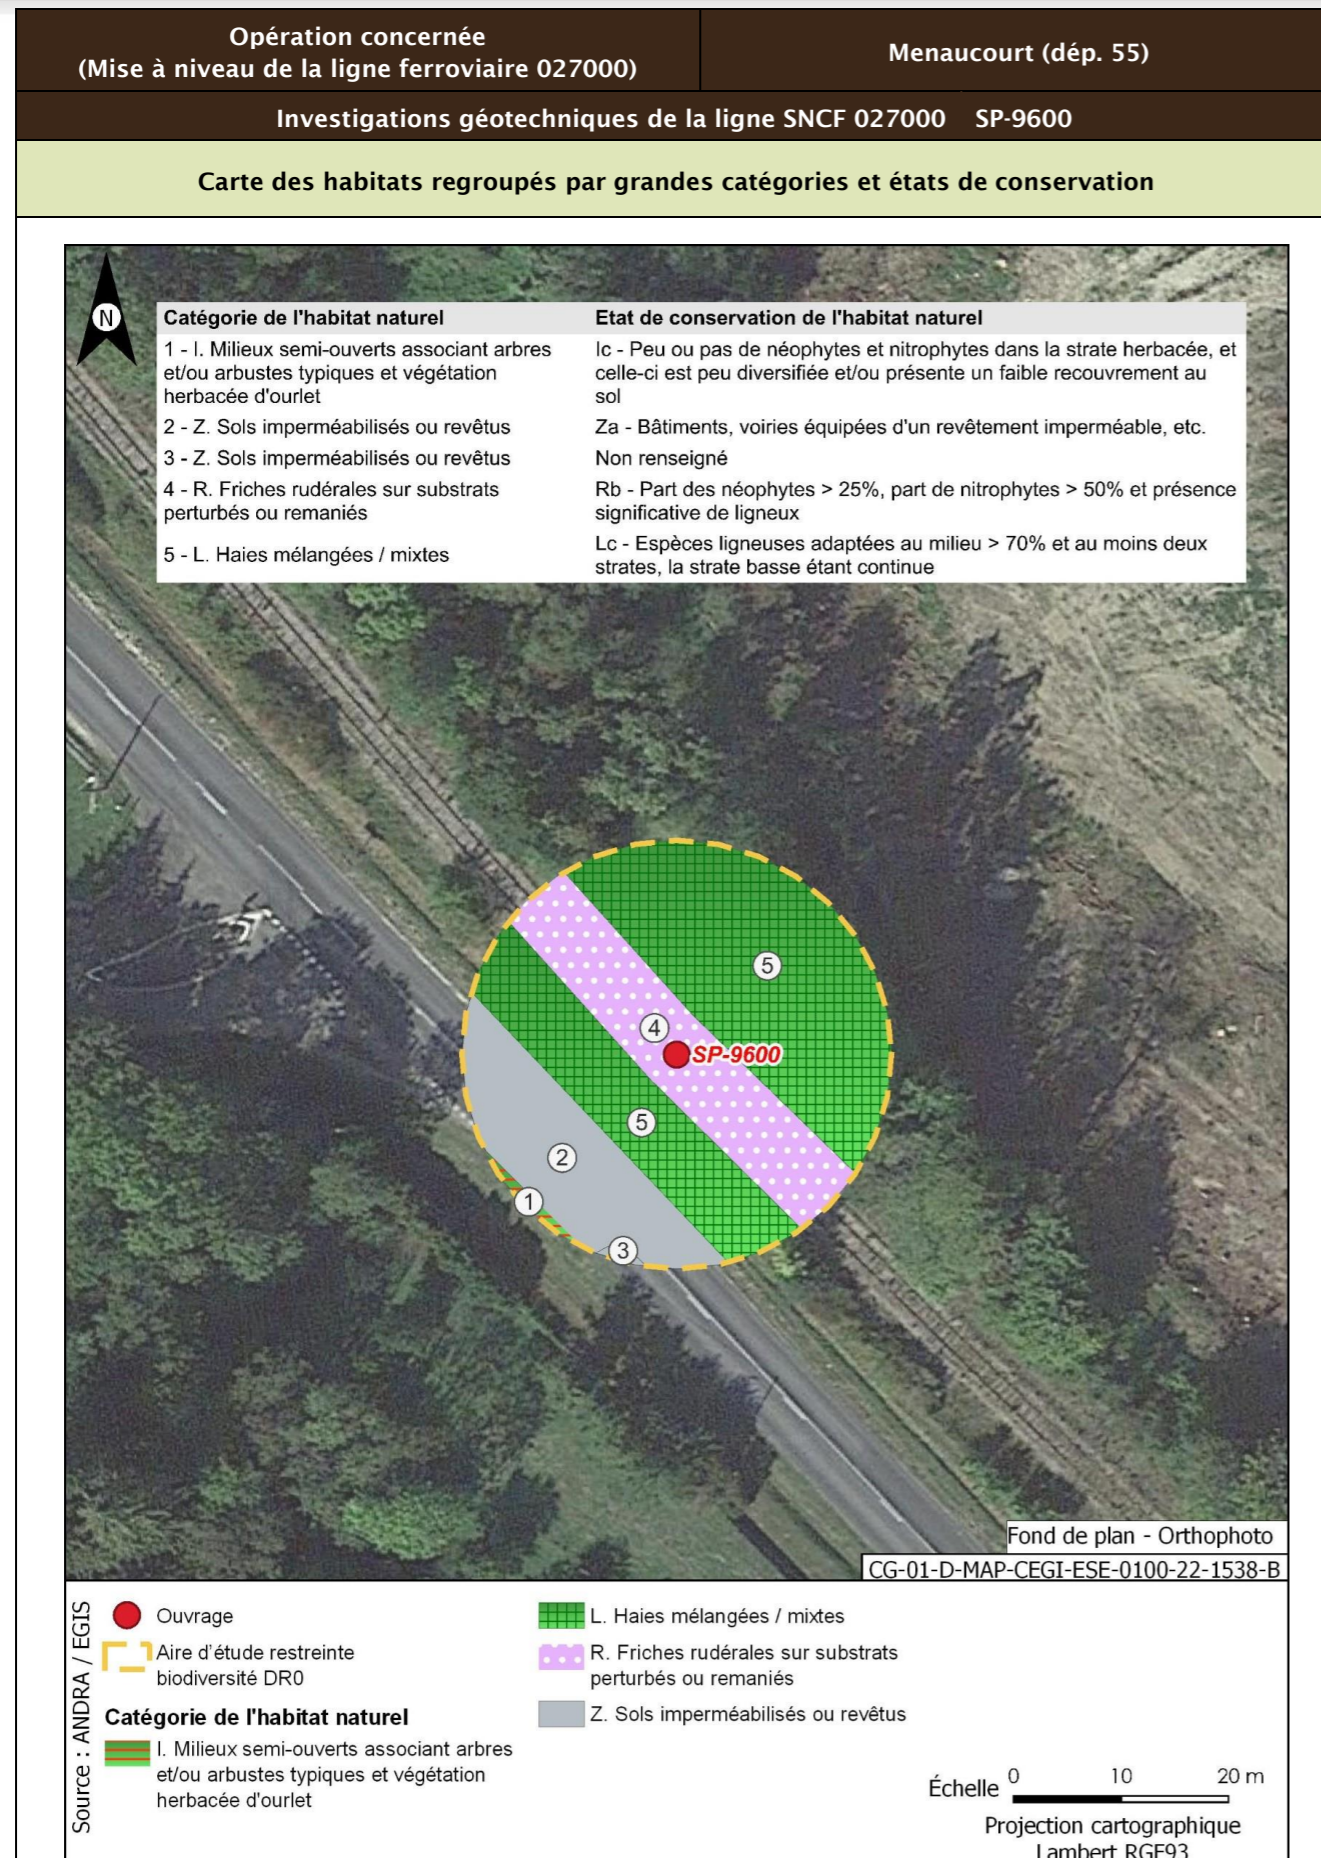 Opération concernée
(Mise à niveau de la ligne ferroviaire 027000)
Menaucourt (dép. 55)
Investigations géotechniques de la ligne SNCF 027000 SP-9600
Carte des habitats regroupés par grandes catégories et états de conservation
N
Catégorie de l'habitat naturel
Etat de conservation de l'habitat naturel
1 - I. Milieux semi-ouverts associant arbres
et/ou arbustes typiques et végétation
herbacée d'ourlet
Ic - Peu ou pas de néophytes et nitrophytes dans la strate herbacée, et
celle-ci est peu diversifiée et/ou présente un faible recouvrement au
sol
2 - Z. Sols imperméabilisés ou revêtus
Za - Bâtiments, voiries équipées d'un revêtement imperméable, etc.
3 - Z. Sols imperméabilisés ou revêtus
Non renseigné
4 - R. Friches rudérales sur substrats
perturbés ou remaniés
Rb - Part des néophytes > 25%, part de nitrophytes > 50% et présence
significative de ligneux
5 - L. Haies mélangées / mixtes
Lc - Espèces ligneuses adaptées au milieu > 70% et au moins deux
strates, la strate basse étant continue
5
4
SP-9600
5
2
1
3
Fond de plan - Orthophoto
CG-01-D-MAP-CEGI-ESE-0100-22-1538-B
Source : ANDRA / EGIS
Ouvrage
Aire d'étude restreinte
biodiversité DR0
Catégorie de l'habitat naturel
I. Milieux semi-ouverts associant arbres
et/ou arbustes typiques et végétation
herbacée d'ourlet
L. Haies mélangées / mixtes
R. Friches rudérales sur substrats
perturbés ou remaniés
Z. Sols imperméabilisés ou revêtus
Échelle 0 10 20 m
Projection cartographique
Lambert RGF93